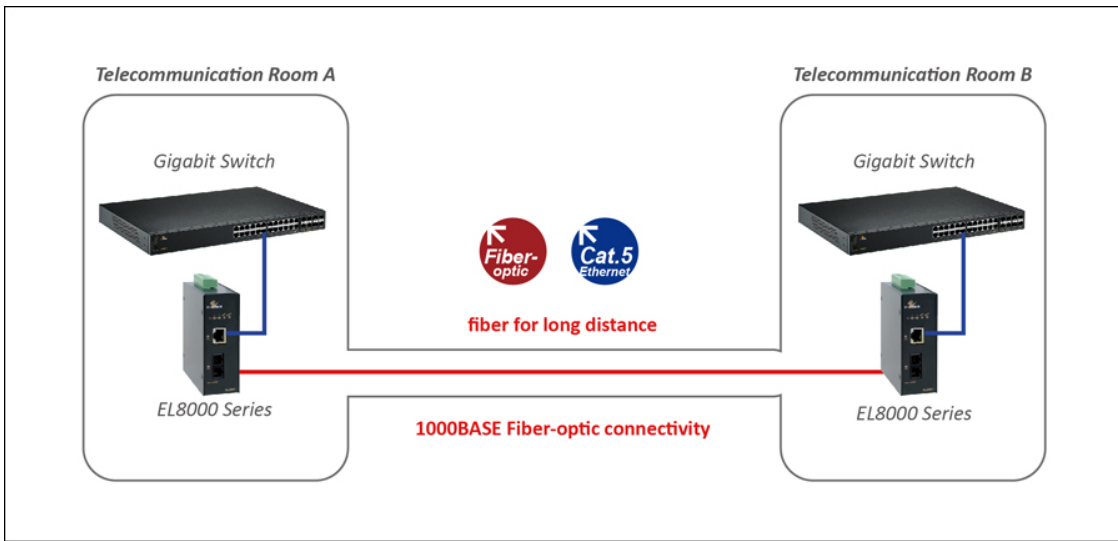 Telecommunication Room A
Telecommunication Room B
Gigabit Switch
Gigabit Switch
Fiber-
optic
Cat.5
Ethernet
fiber for long distance
EL8000 Series
EL8000 Series
1000BASE Fiber-optic connectivity